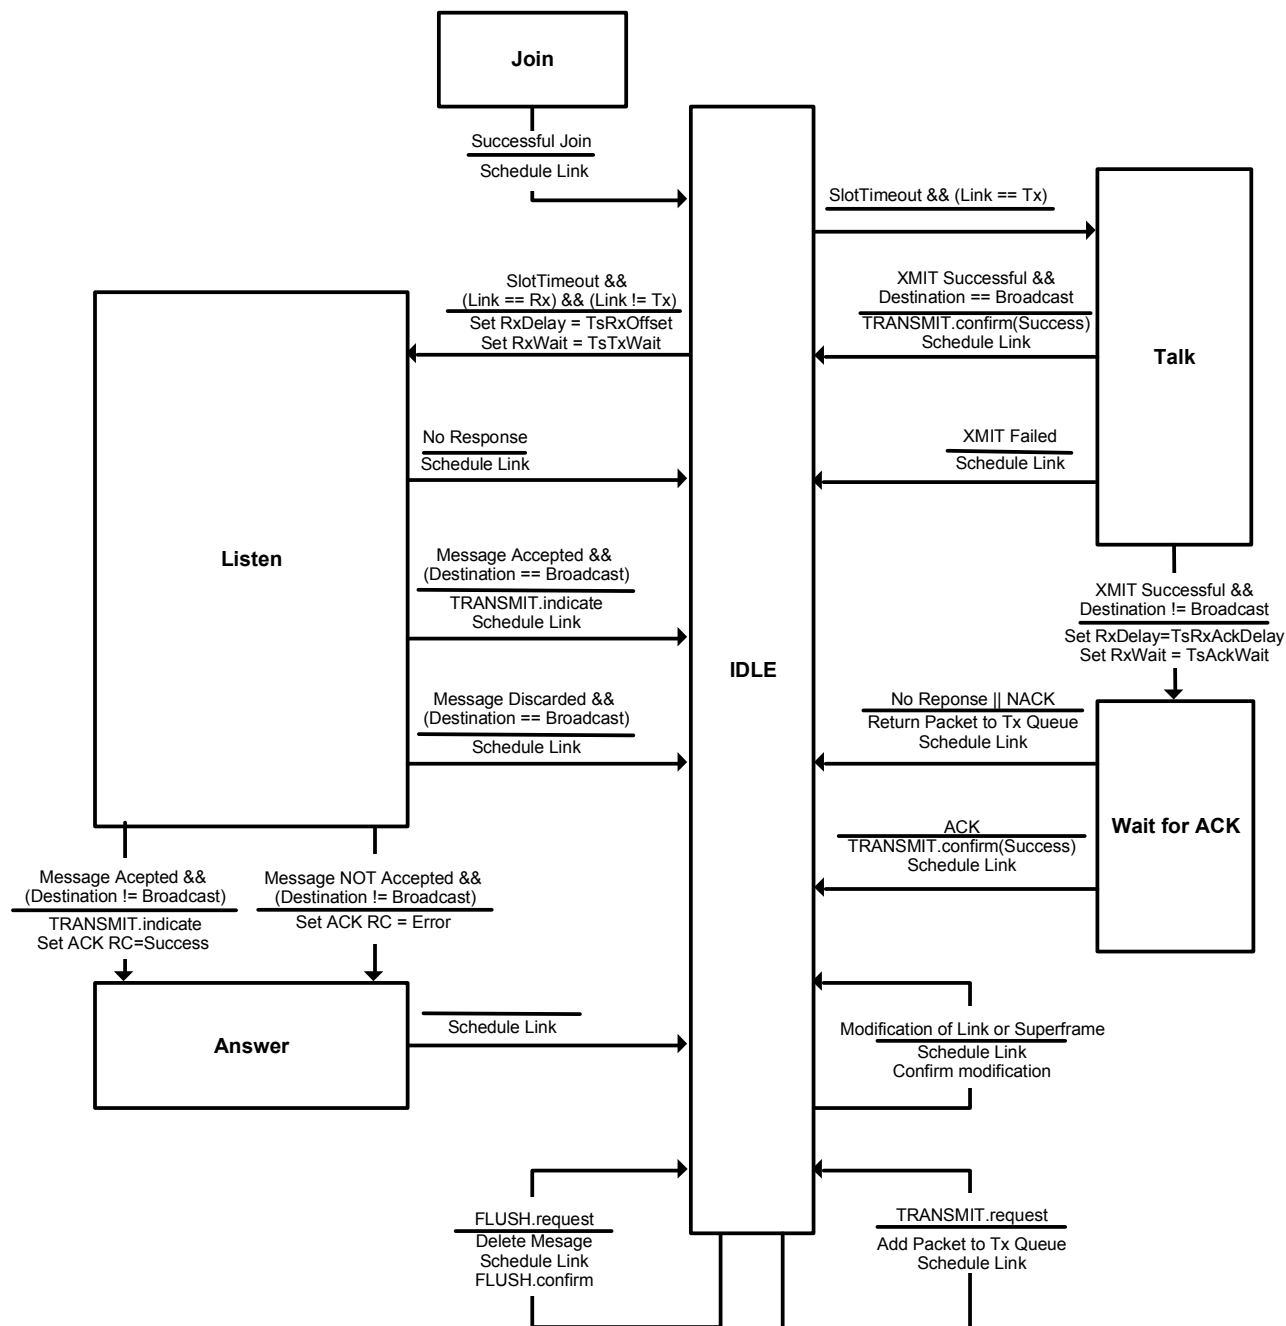 Join
Successful Join
Schedule Link
SlotTimeout && (Link == Tx)
SlotTimeout &&
(Link == Rx) && (Link != Tx)
Set RxDelay = TsRxOffset
Set RxWait = TsTxWait
XMIT Successful &&
Destination == Broadcast
TRANSMIT.confirm(Success)
Schedule Link
Talk
No Response
Schedule Link
XMIT Failed
Schedule Link
Listen
Message Accepted &&
(Destination == Broadcast)
TRANSMIT.indicate
Schedule Link
XMIT Successful &&
Destination != Broadcast
Set RxDelay=TsRxAckDelay
Set RxWait = TsAckWait
IDLE
Message Discarded &&
(Destination == Broadcast)
Schedule Link
No Reponse || NACK
Return Packet to Tx Queue
Schedule Link
Wait for ACK
ACK
TRANSMIT.confirm(Success)
Schedule Link
Message Acepted &&
(Destination != Broadcast)
TRANSMIT.indicate
Set ACK RC=Success
Message NOT Accepted &&
(Destination != Broadcast)
Set ACK RC = Error
Answer
Schedule Link
Modification of Link or Superframe
Schedule Link
Confirm modification
FLUSH.request
Delete Mesage
Schedule Link
FLUSH.confirm
TRANSMIT.request
Add Packet to Tx Queue
Schedule Link